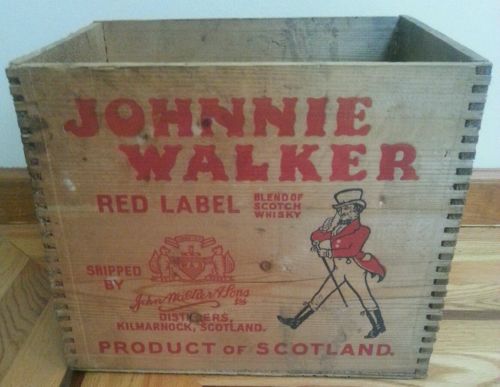 JOHNNIE
WALKER
RED LABEL
BLEND OF
SCOTCH
WHISKY
SHIPPED
BY
John Walker & Sons
Ltd
DISTILLERS,
KILMARNOCK, SCOTLAND.
PRODUCT OF SCOTLAND.